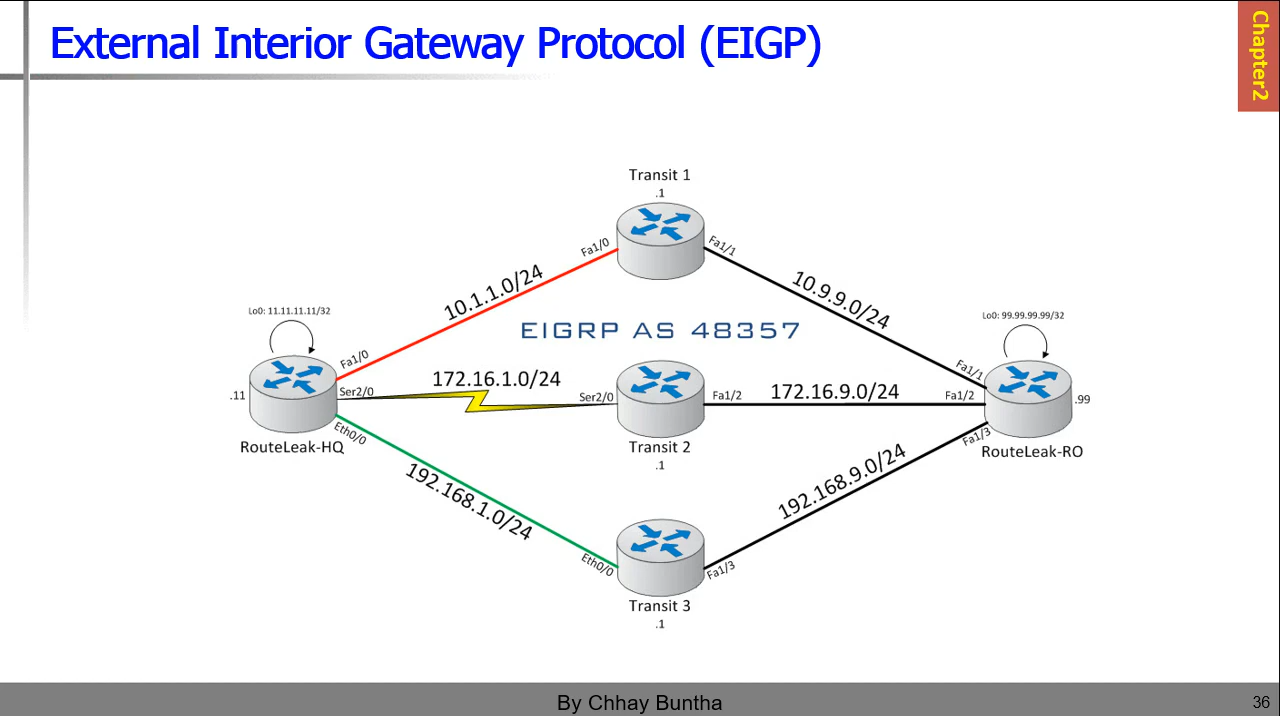 External Interior Gateway Protocol (EIGP)
Chapter2
Transit 1
.1
Fa1/0
Fa1/1
10.1.1.0/24
10.9.9.0/24
Lo0: 11.11.11.11/32
Lo0: 99.99.99.99/32
EIGRP AS 48357
Fa1/0
Fa1/1
172.16.1.0/24
172.16.9.0/24
.11
Ser2/0
Ser2/0
Fa1/2
Fa1/2
.99
RouteLeak-HQ
Eth0/0
Transit 2
.1
Fa1/3
RouteLeak-RO
192.168.1.0/24
192.168.9.0/24
Eth0/0
Fa1/3
Transit 3
.1
By Chhay Buntha
36